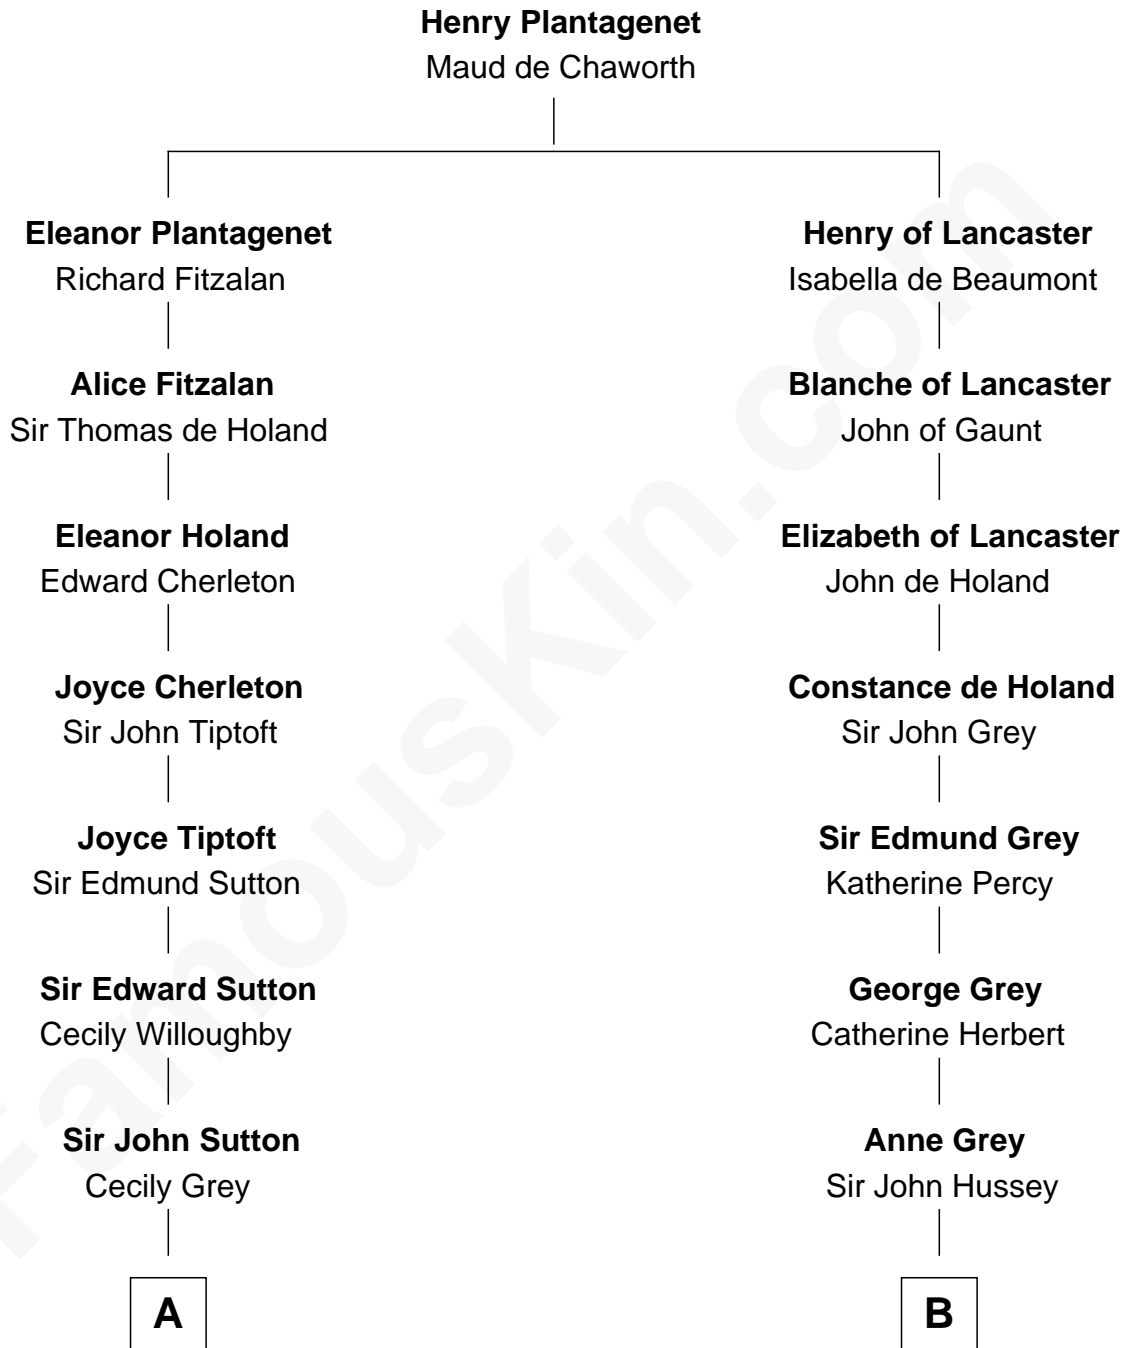 Henry Plantagenet
Maud de Chaworth
Eleanor Plantagenet
Richard Fitzalan
Henry of Lancaster
Isabella de Beaumont
Alice Fitzalan
Sir Thomas de Holand
Blanche of Lancaster
John of Gaunt
Eleanor Holand
Edward Cherleton
Elizabeth of Lancaster
John de Holand
Joyce Cherleton
Sir John Tiptoft
Constance de Holand
Sir John Grey
Joyce Tiptoft
Sir Edmund Sutton
Sir Edmund Grey
Katherine Percy
Sir Edward Sutton
Cecily Willoughby
George Grey
Catherine Herbert
Sir John Sutton
Cecily Grey
Anne Grey
Sir John Hussey
A
B
FamousKin.com